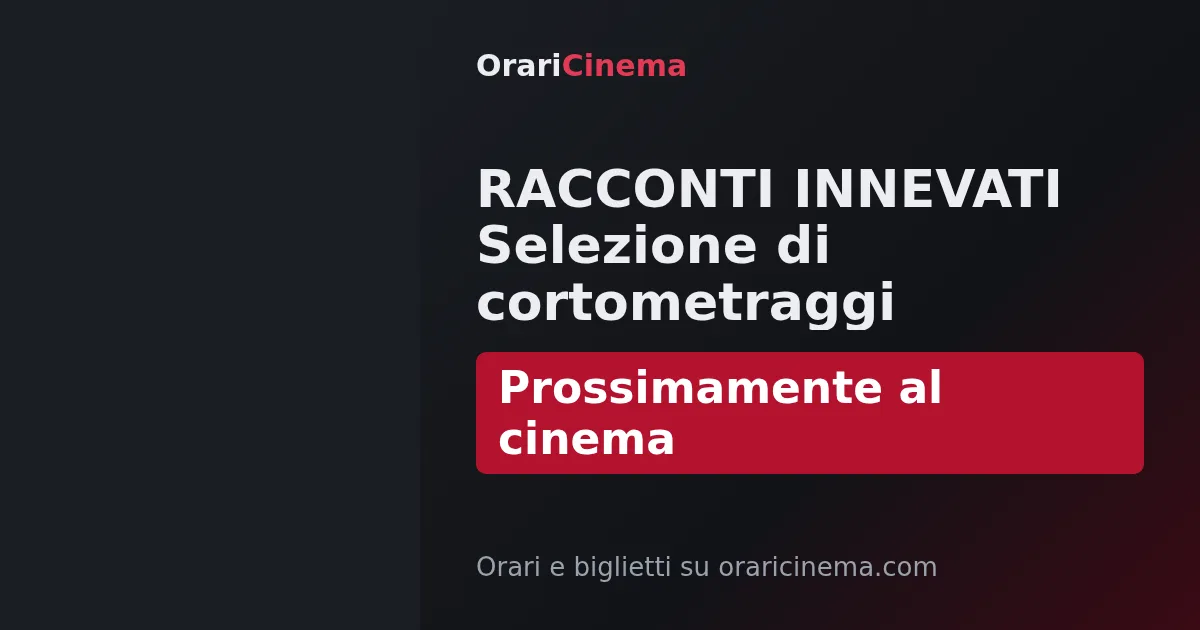 OrariCinema
RACCONTI INNEVATI
Selezione di
cortometraggi
Prossimamente al
cinema
Orari e biglietti su oraricinema.com